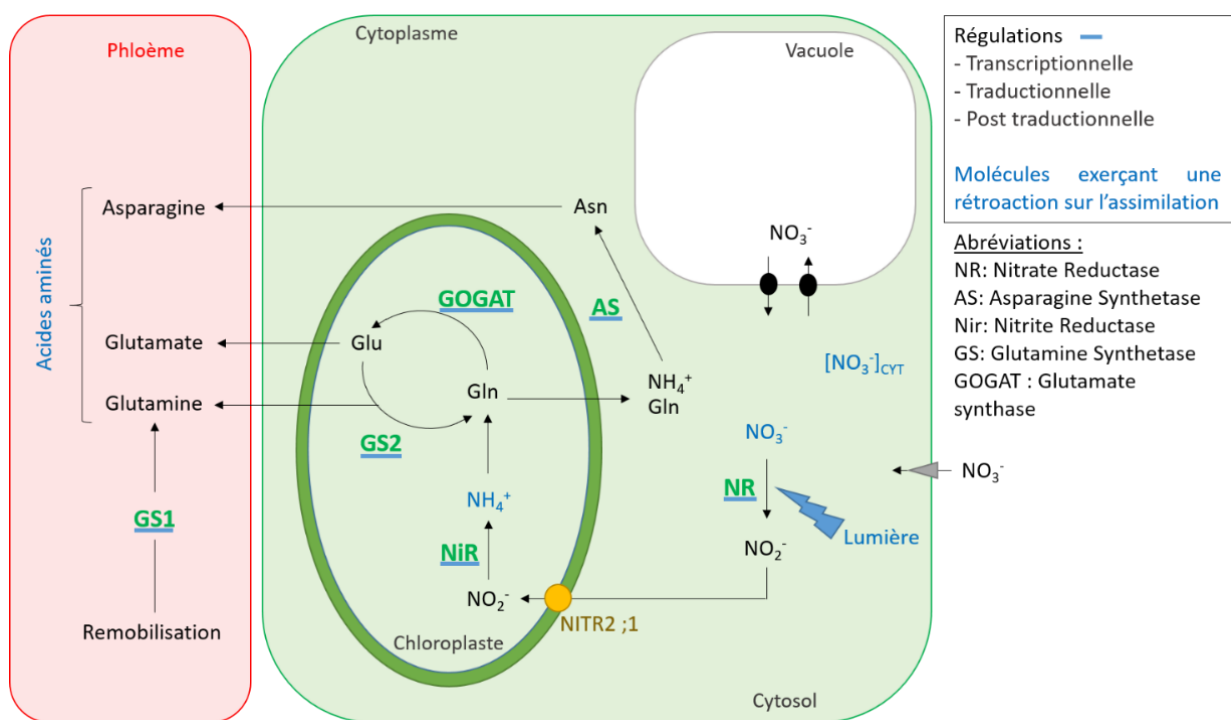 Phloème
Cytoplasme
Vacuole
Régulations
- Transcriptionnelle
- Traductionnelle
- Post traductionnelle
Molécules exerçant une
rétroaction sur l'assimilation
Abréviations :
NR: Nitrate Reductase
AS: Asparagine Synthetase
Nir: Nitrite Reductase
GS: Glutamine Synthetase
GOGAT : Glutamate
synthase
Acides aminés
Asparagine
Glutamate
Glutamine
GS1
Remobilisation
Asn
AS
NH₄⁺
Gln
GOGAT
Glu
Gln
GS2
NH₄⁺
NiR
NO₂⁻
Chloroplaste
NITR2 ;1
NO₃⁻
[NO₃⁻]CYT
NO₃⁻
NR
Lumière
NO₂⁻
NO₃⁻
Cytosol